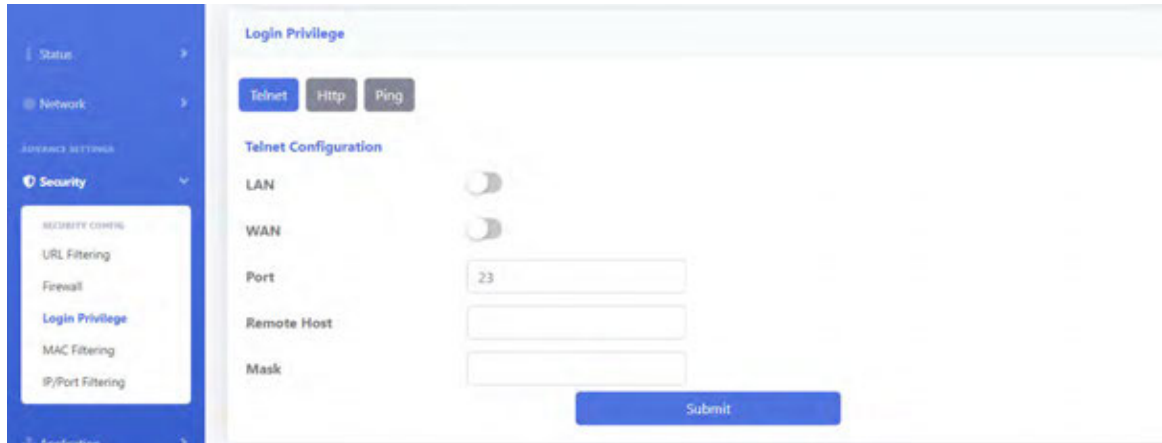 Login Privilege
Status
Network
Telnet
Http
Ping
ADVANCE SETTINGS
Telnet Configuration
Security
LAN
SECURITY CONFIG
WAN
URL Filtering
Port
23
Firewall
Login Privilege
Remote Host
MAC Filtering
Mask
IP/Port Filtering
Submit
Application